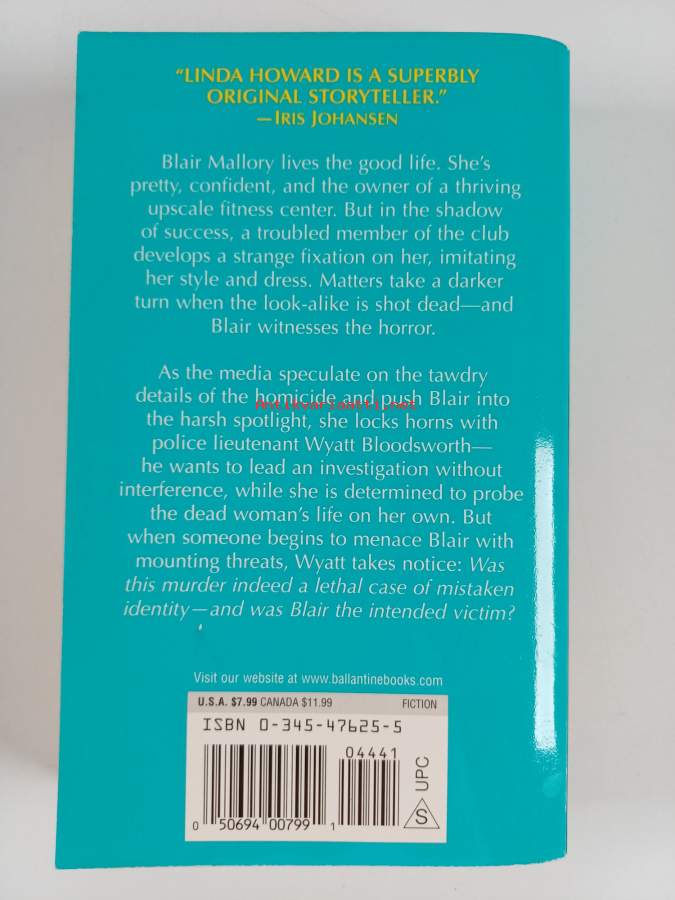 “LINDA HOWARD IS A SUPERBLY
ORIGINAL STORYTELLER.”
—IRIS JOHANSEN
Blair Mallory lives the good life. She’s
pretty, confident, and the owner of a thriving
upscale fitness center. But in the shadow
of success, a troubled member of the club
develops a strange fixation on her, imitating
her style and dress. Matters take a darker
turn when the look-alike is shot dead—and
Blair witnesses the horror.
As the media speculate on the tawdry
details of the homicide and push Blair into
Antikvariaatti.net
the harsh spotlight, she locks horns with
police lieutenant Wyatt Bloodsworth—
he wants to lead an investigation without
interference, while she is determined to probe
the dead woman’s life on her own. But
when someone begins to menace Blair with
mounting threats, Wyatt takes notice: Was
this murder indeed a lethal case of mistaken
identity—and was Blair the intended victim?
Visit our website at www.ballantinebooks.com
U.S.A. $7.99 CANADA $11.99 FICTION
ISBN 0-345-47625-5
04441
0 50694 00799 1
S UPC